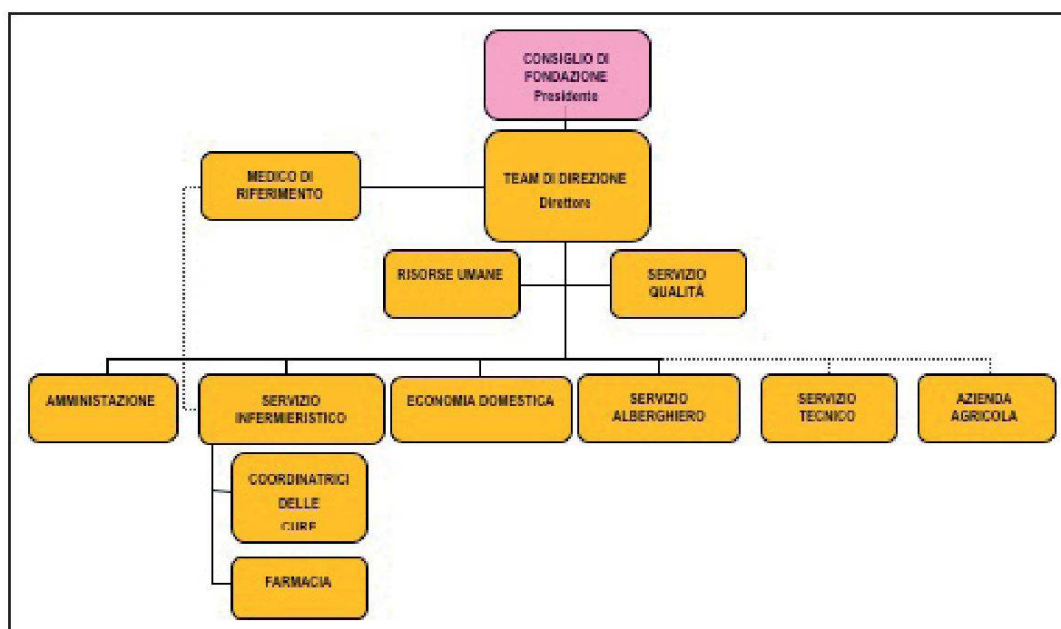 CONSIGLIO DI
FONDAZIONE
Presidente
TEAM DI DIREZIONE
Direttore
MEDICO DI
RIFERIMENTO
RISORSE UMANE
SERVIZIO
QUALITÀ
AMMINISTAZIONE
SERVIZIO
INFERMIERISTICO
ECONOMIA DOMESTICA
SERVIZIO
ALBERGHIERO
SERVIZIO
TECNICO
AZIENDA
AGRICOLA
COORDINATRICI
DELLE
CURE
FARMACIA